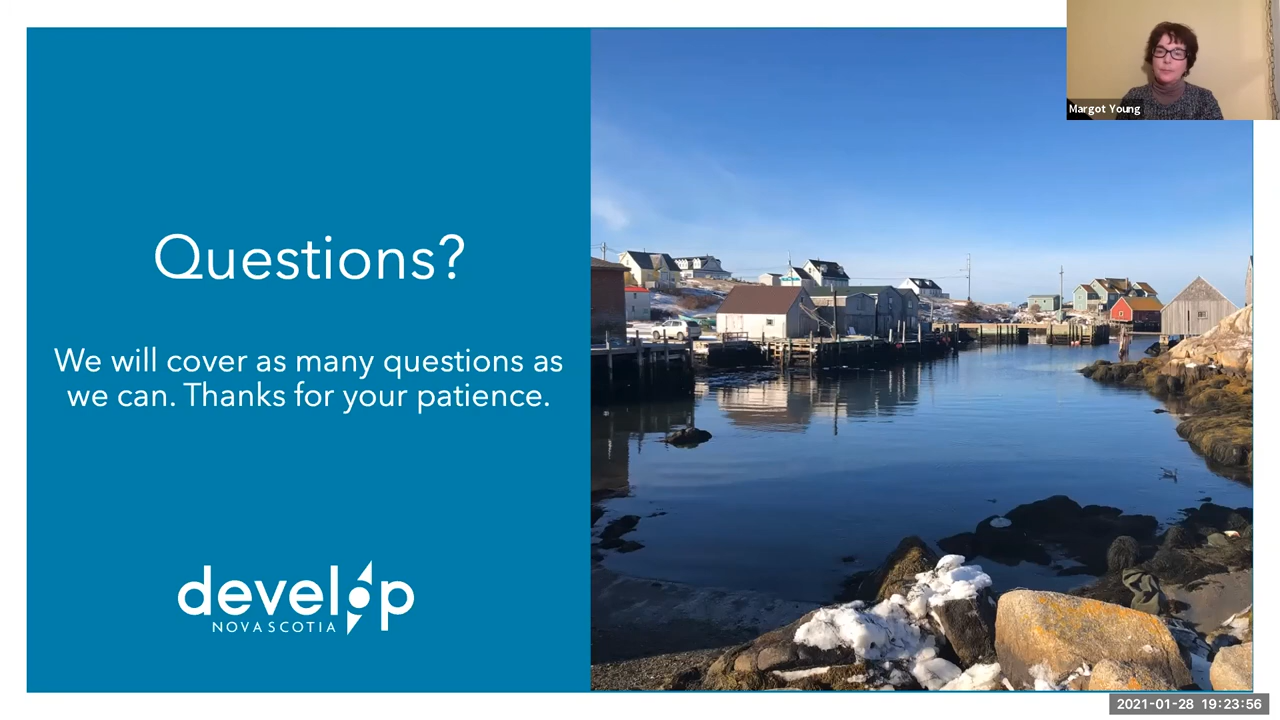 Margot Young
Questions?
We will cover as many questions as
we can. Thanks for your patience.
develop
NOVA SCOTIA
2021-01-28 19:23:56